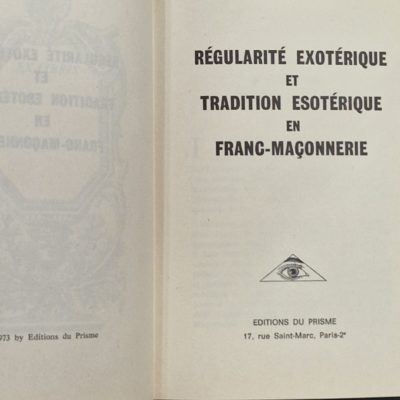 973 by Editions du Prisme
RÉGULARITÉ EXOTÉRIQUE
ET
TRADITION ESOTÉRIQUE
EN
FRANC-MAÇONNERIE
EDITIONS DU PRISME
17, rue Saint-Marc, Paris-2e